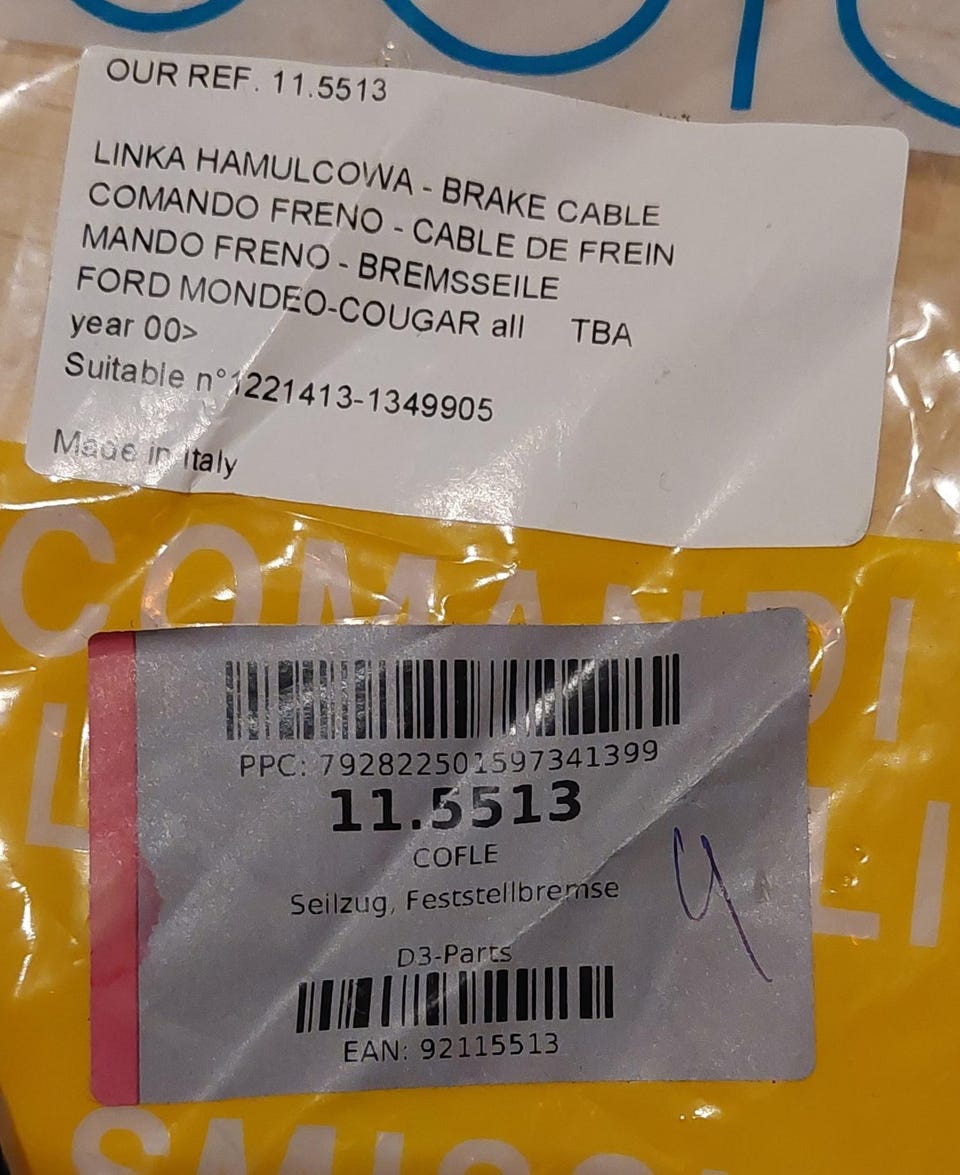 OUR REF. 11.5513
LINKA HAMULCOWA - BRAKE CABLE
COMANDO FRENO - CABLE DE FREIN
MANDO FRENO - BREMSSEILE
FORD MONDEO-COUGAR all TBA
year 00>
Suitable n°1221413-1349905
Made in Italy
COMANDI
PPC: 792822501597341399
11.5513
COFLE
Seilzug, Feststellbremse
D3-Parts
EAN: 92115513